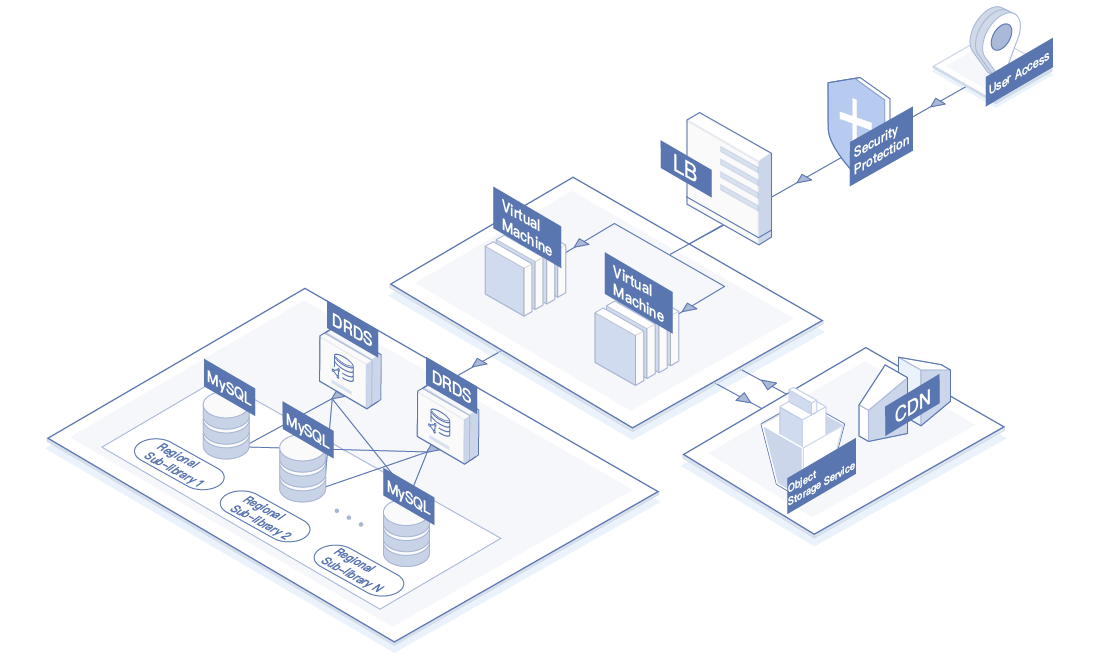 User Access
Security
Protection
LB
Virtual
Machine
Virtual
Machine
DRDS
DRDS
MySQL
MySQL
MySQL
Regional
Sub-library 1
Regional
Sub-library 2
Regional
Sub-library N
CDN
Object
Storage Service